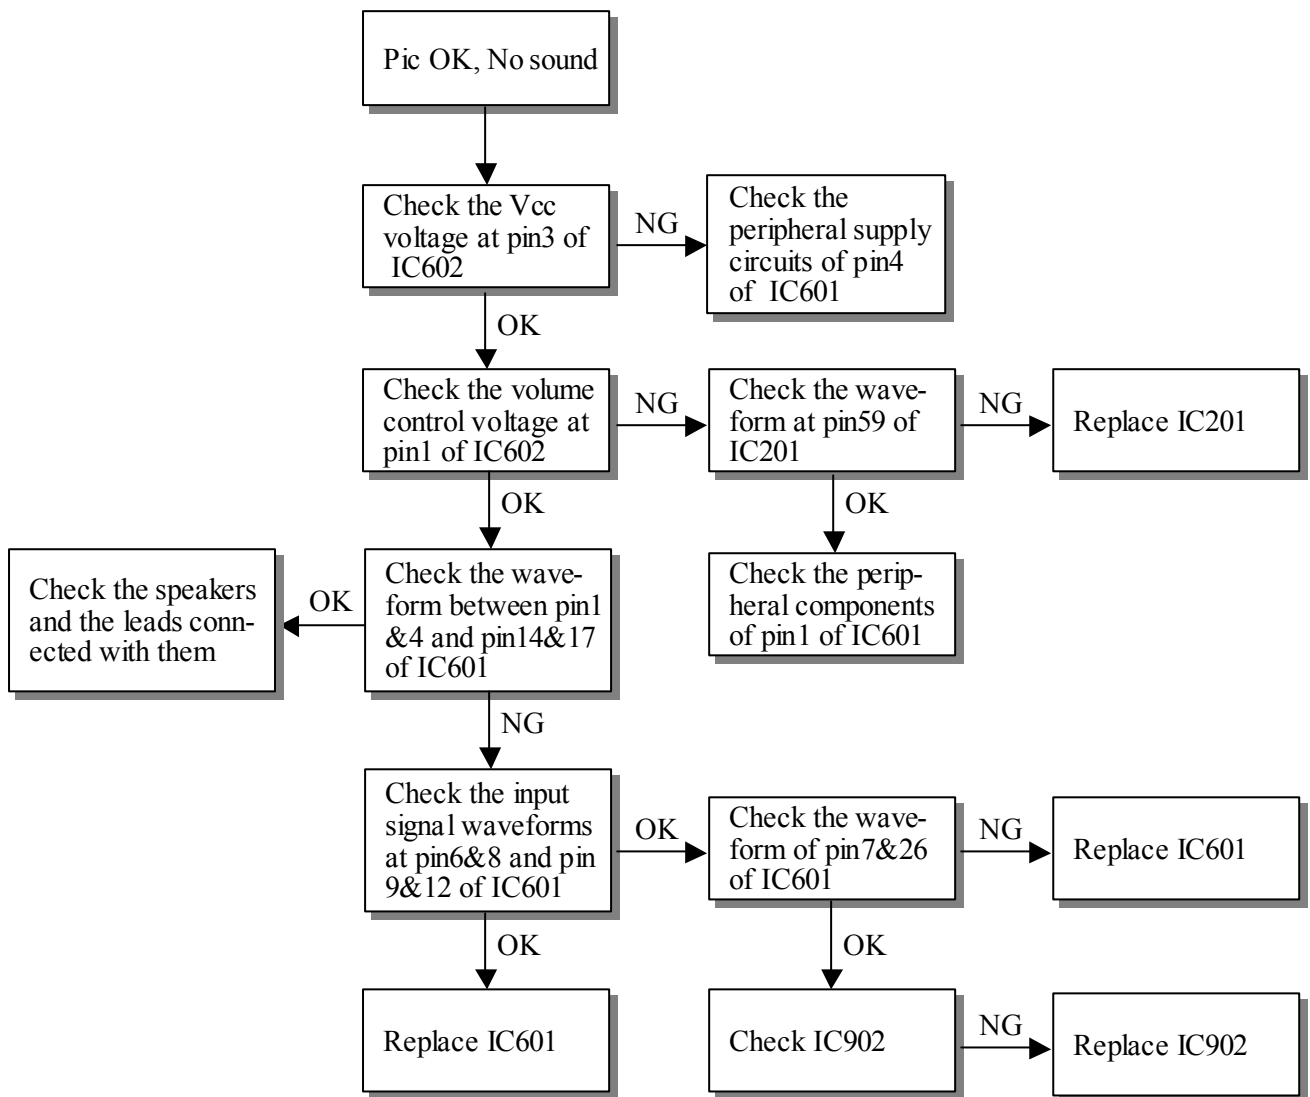 Pic OK, No sound
Check the Vcc
voltage at pin3 of
IC602
NG
Check the
peripheral supply
circuits of pin4
of IC601
OK
Check the volume
control voltage at
pin1 of IC602
NG
Check the wave-
form at pin59 of
IC201
NG
Replace IC201
OK
OK
Check the speakers
and the leads conn-
ected with them
OK
Check the wave-
form between pin1
&4 and pin14&17
of IC601
Check the perip-
heral components
of pin1 of IC601
NG
Check the input
signal waveforms
at pin6&8 and pin
9&12 of IC601
OK
Check the wave-
form of pin7&26
of IC601
NG
Replace IC601
OK
OK
Replace IC601
Check IC902
NG
Replace IC902